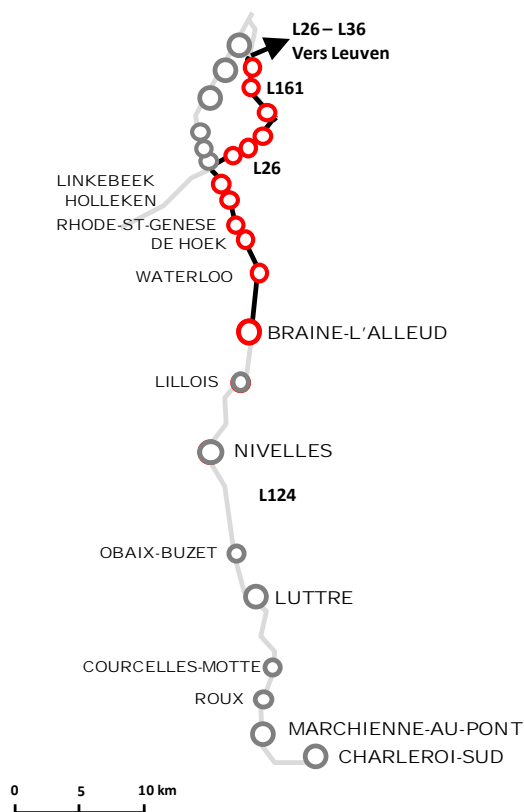 L26 – L36
Vers Leuven
L161
L26
LINKEBEEK
HOLLEKEN
RHODE-ST-GENESE
DE HOEK
WATERLOO
BRAINE-L'ALLEUD
LILLOIS
NIVELLES
L124
OBAIX-BUZET
LUTTRE
COURCELLES-MOTTE
ROUX
MARCHIENNE-AU-PONT
CHARLEROI-SUD
0 5 10 km